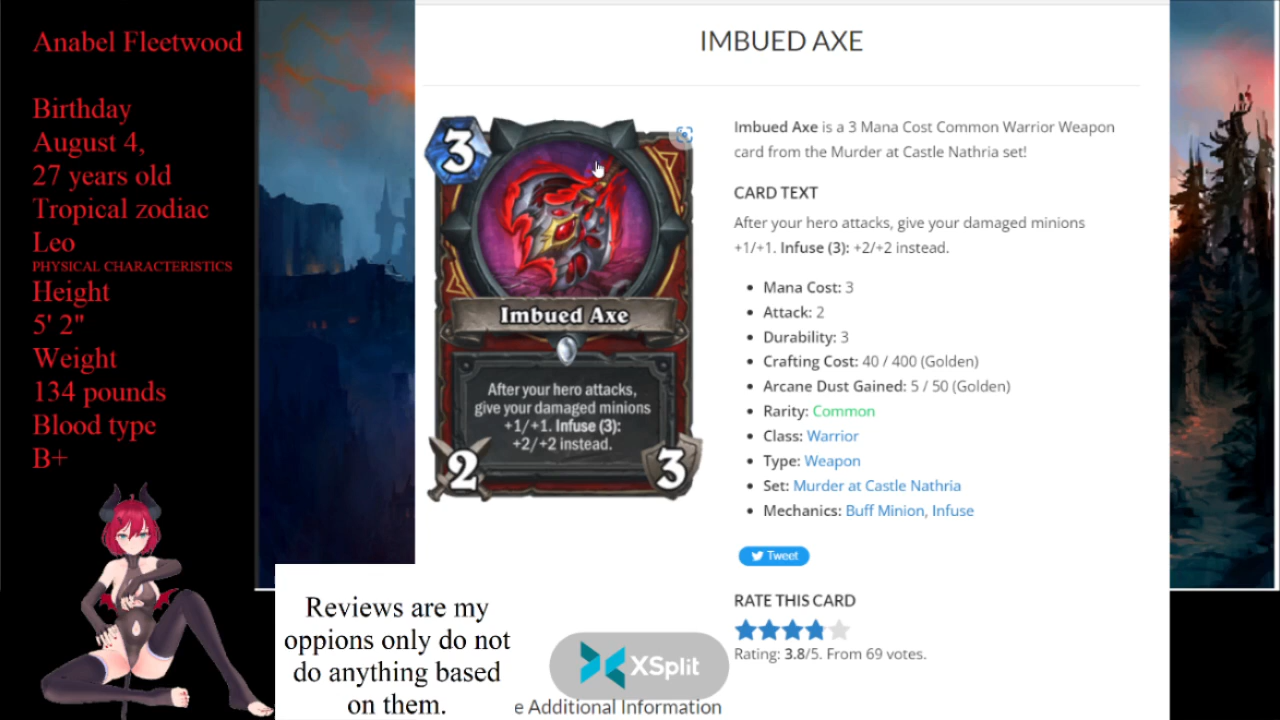 Anabel Fleetwood
Birthday
August 4,
27 years old
Tropical zodiac
Leo
PHYSICAL CHARACTERISTICS
Height
5' 2"
Weight
134 pounds
Blood type
B+
IMBUED AXE
3
Imbued Axe
After your hero attacks,
give your damaged minions
+1/+1. Infuse (3):
+2/+2 instead.
2
3
Imbued Axe is a 3 Mana Cost Common Warrior Weapon
card from the Murder at Castle Nathria set!
CARD TEXT
After your hero attacks, give your damaged minions
+1/+1. Infuse (3): +2/+2 instead.
Mana Cost: 3
Attack: 2
Durability: 3
Crafting Cost: 40 / 400 (Golden)
Arcane Dust Gained: 5 / 50 (Golden)
Rarity: Common
Class: Warrior
Type: Weapon
Set: Murder at Castle Nathria
Mechanics: Buff Minion, Infuse
Tweet
RATE THIS CARD
Rating: 3.8/5. From 69 votes.
Reviews are my
oppions only do not
do anything based
on them.
XSplit
e Additional Information